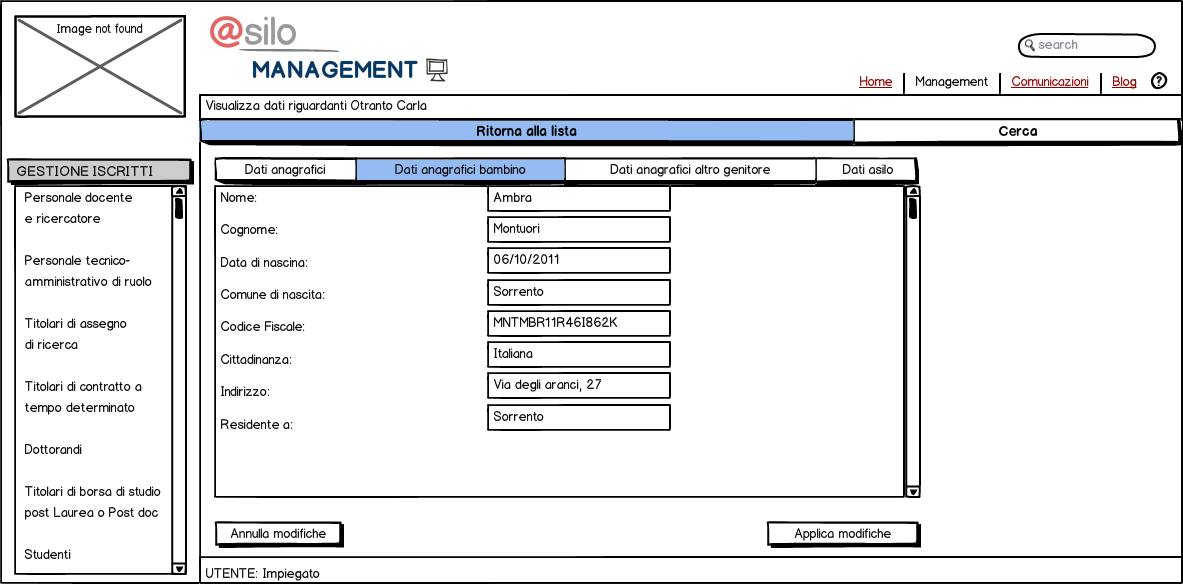 Image not found
@silo
MANAGEMENT
search
Home
Management
Comunicazioni
Blog
?
Visualizza dati riguardanti Otranto Carla
Ritorna alla lista
Cerca
GESTIONE ISCRITTI
Personale docente
e ricercatore
Personale tecnico-
amministrativo di ruolo
Titolari di assegno
di ricerca
Titolari di contratto a
tempo determinato
Dottorandi
Titolari di borsa di studio
post Laurea o Post doc
Studenti
Dati anagrafici
Dati anagrafici bambino
Dati anagrafici altro genitore
Dati asilo
Nome: Ambra
Cognome: Montuori
Data di nascina: 06/10/2011
Comune di nascita: Sorrento
Codice Fiscale: MNTMBR11R46I862K
Cittadinanza: Italiana
Indirizzo: Via degli aranci, 27
Residente a: Sorrento
Annulla modifiche
Applica modifiche
UTENTE: Impiegato